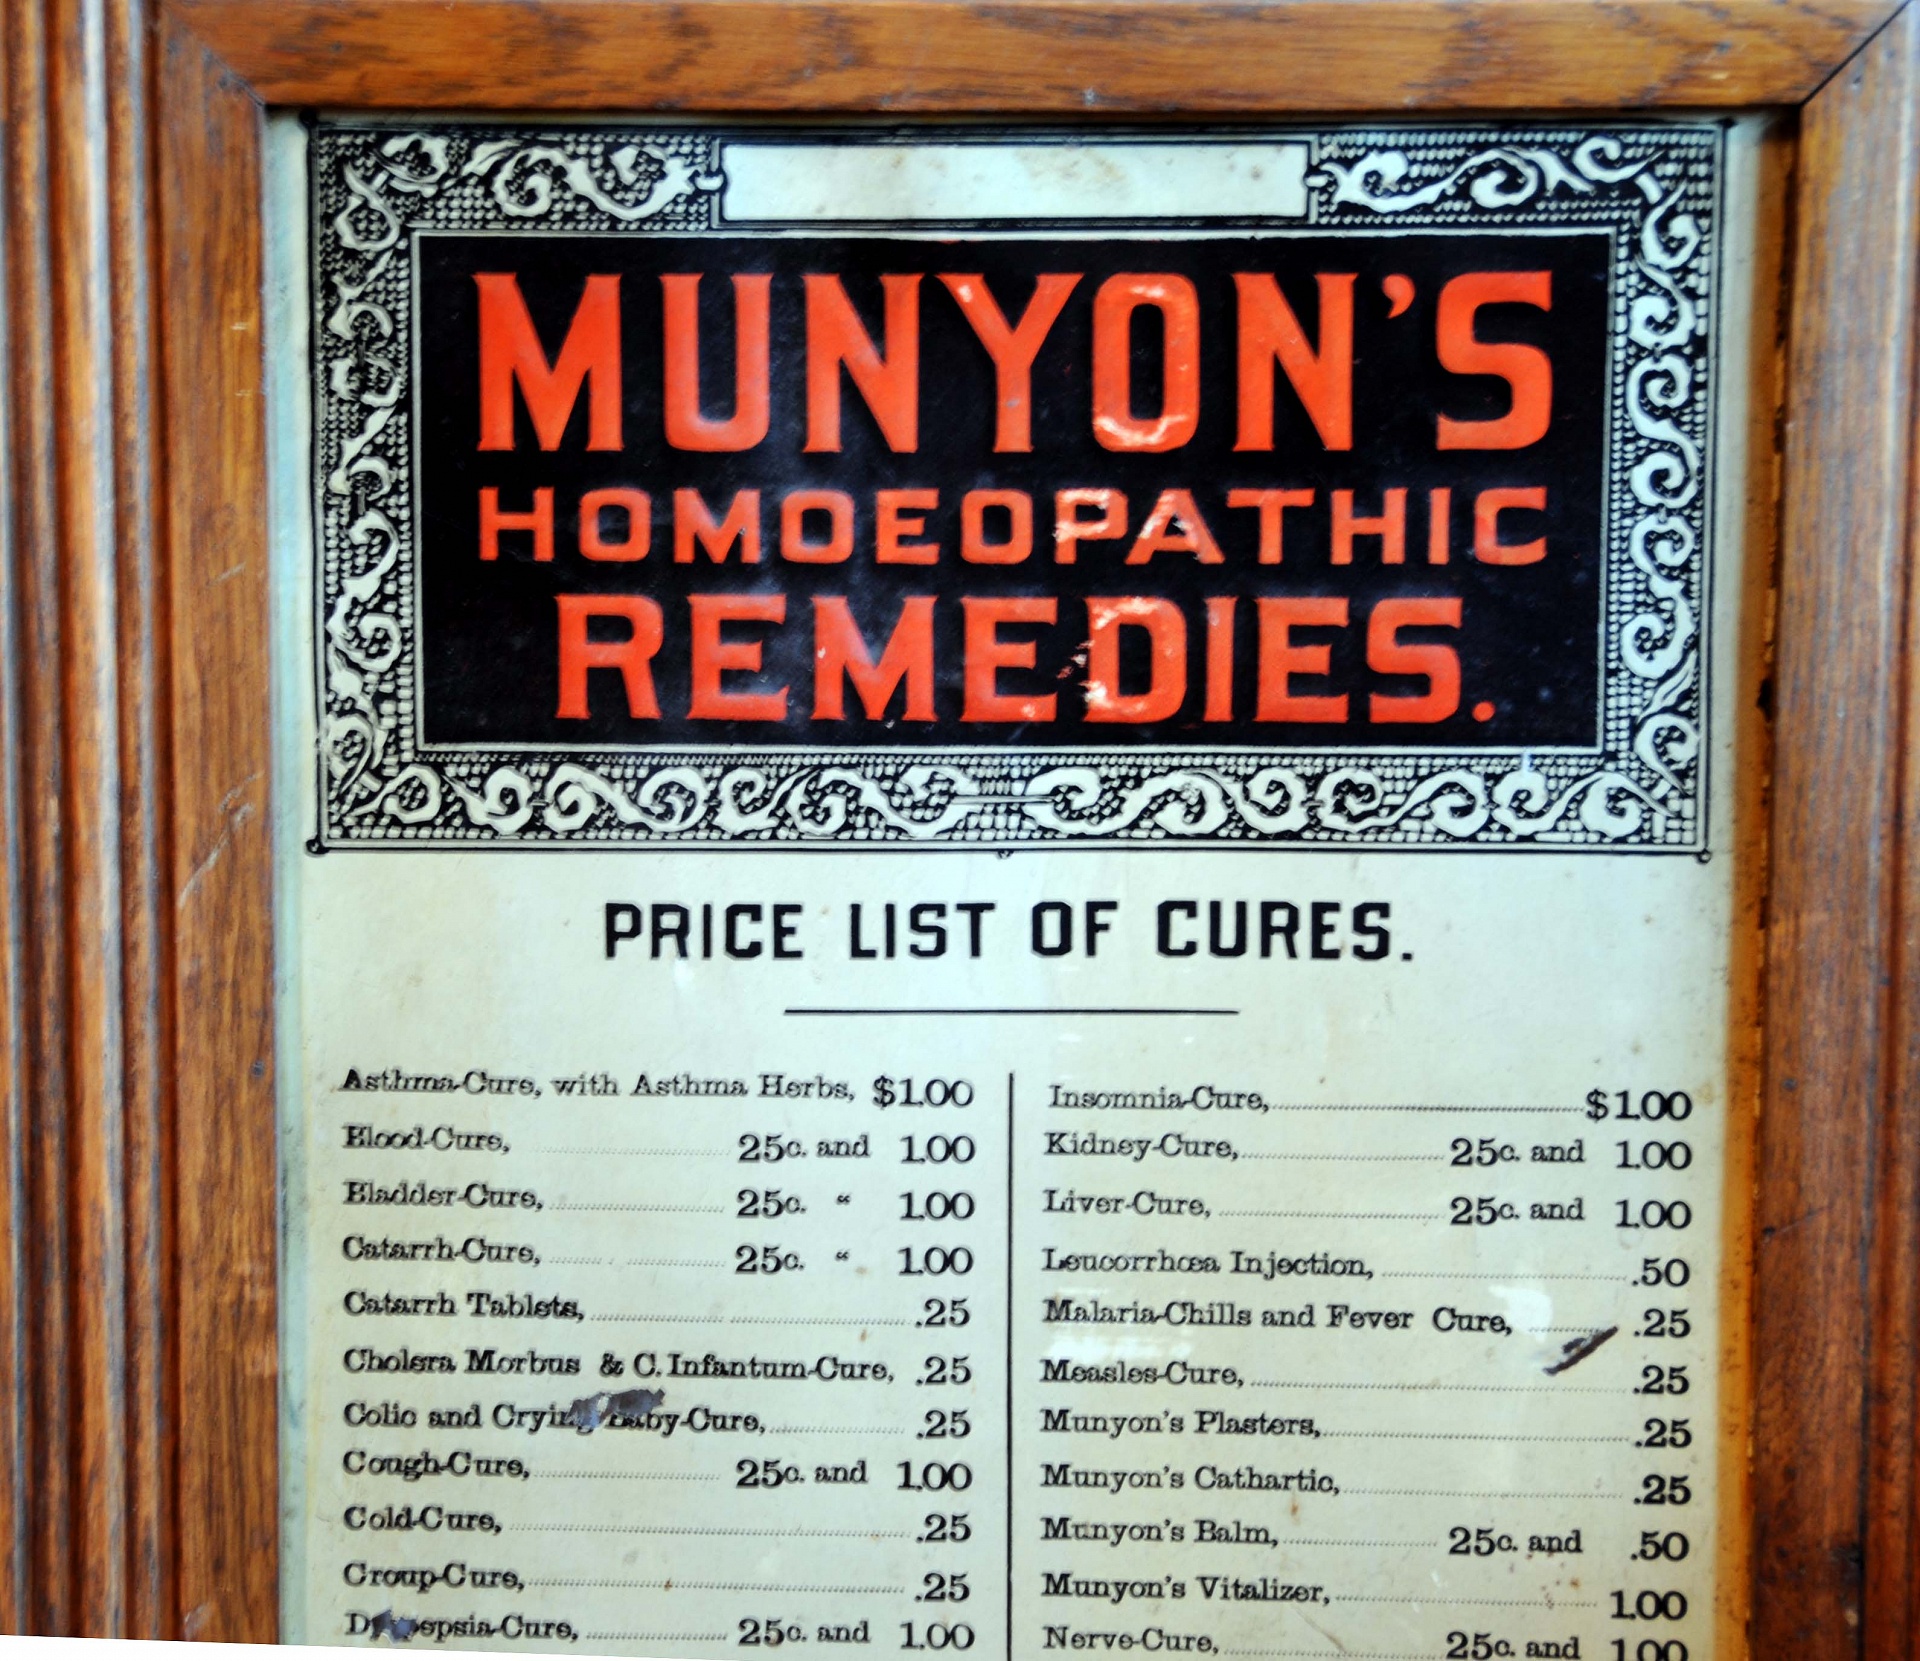 MUNYON'S
HOMOEOPATHIC
REMEDIES.
PRICE LIST OF CURES.
Asthma-Cure, with Asthma Herbs, $1.00
Blood-Cure, 25c. and 1.00
Bladder-Cure, 25c. " 1.00
Catarrh-Cure, 25c. " 1.00
Catarrh Tablets, .25
Cholera Morbus & C. Infantum-Cure, .25
Colic and Crying Baby-Cure, .25
Cough-Cure, 25c. and 1.00
Cold-Cure, .25
Croup-Cure, .25
Dyspepsia-Cure, 25c. and 1.00
Insomnia-Cure, $1.00
Kidney-Cure, 25c. and 1.00
Liver-Cure, 25c. and 1.00
Leucorrhœa Injection, .50
Malaria-Chills and Fever Cure, .25
Measles-Cure, .25
Munyon's Plasters, .25
Munyon's Cathartic, .25
Munyon's Balm, 25c. and .50
Munyon's Vitalizer, 1.00
Nerve-Cure, 25c. and 1.00